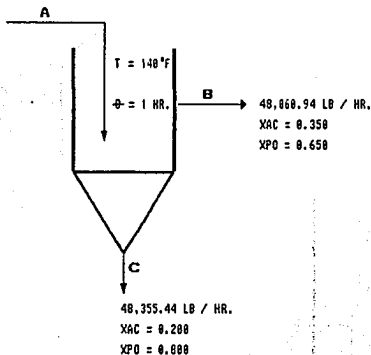 A
T = 140°F
θ = 1 HR.
B
48,060.94 LB / HR.
XAC = 0.350
XPO = 0.650
C
48,355.44 LB / HR.
XAC = 0.200
XPO = 0.800